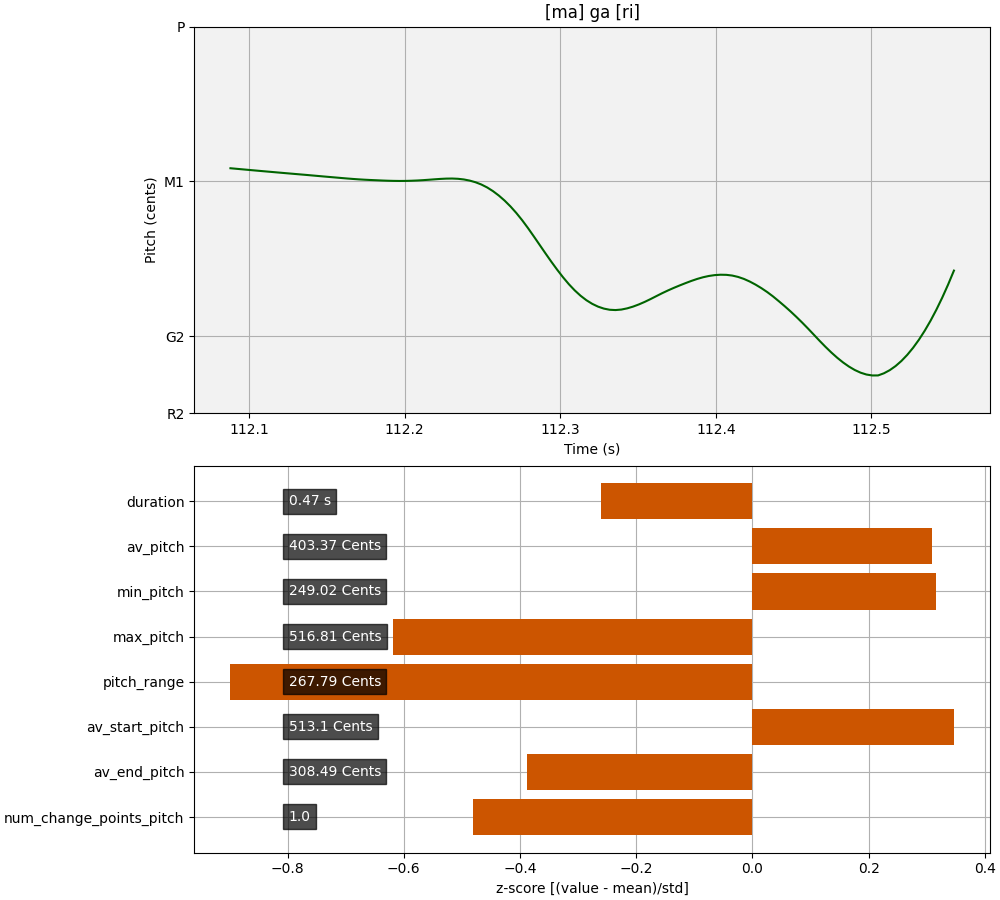 [ma] ga [ri]
P
M1
G2
R2
Pitch (cents)
112.1 112.2 112.3 112.4 112.5
Time (s)
duration 0.47 s
av_pitch 403.37 Cents
min_pitch 249.02 Cents
max_pitch 516.81 Cents
pitch_range 267.79 Cents
av_start_pitch 513.1 Cents
av_end_pitch 308.49 Cents
num_change_points_pitch 1.0
−0.8 −0.6 −0.4 −0.2 0.0 0.2 0.4
z-score [(value - mean)/std]